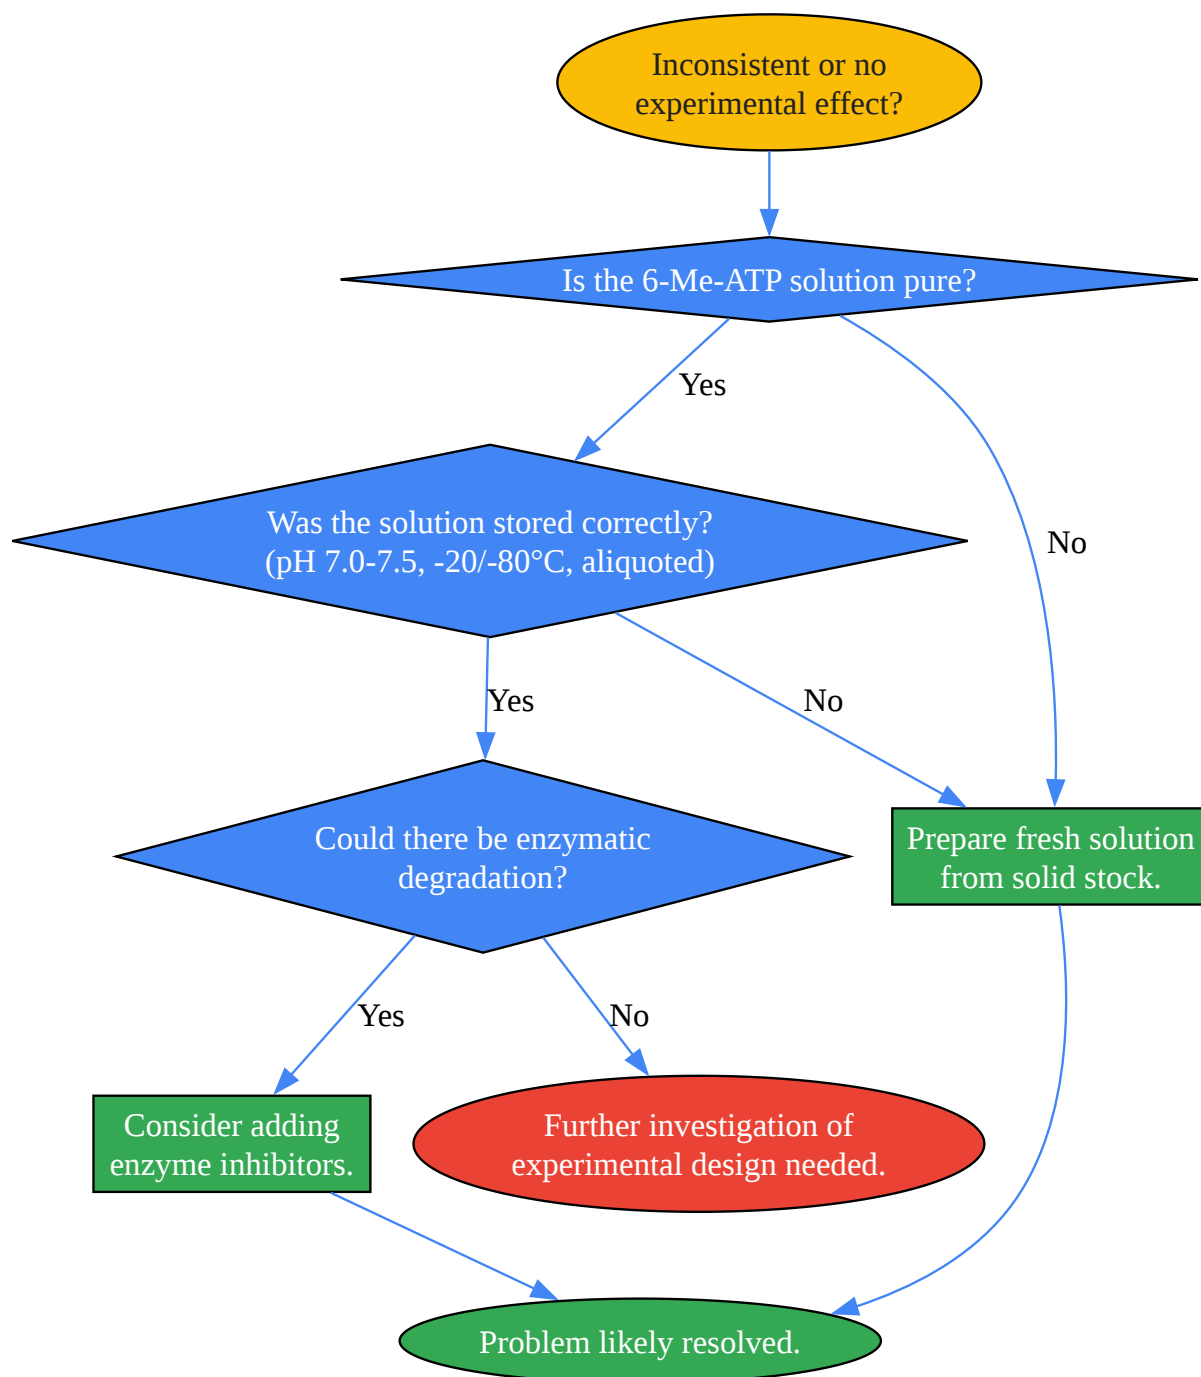 Inconsistent or no
experimental effect?
Is the 6-Me-ATP solution pure?
Yes
No
Was the solution stored correctly?
(pH 7.0-7.5, -20/-80°C, aliquoted)
Yes
No
Could there be enzymatic
degradation?
Prepare fresh solution
from solid stock.
Yes
No
Consider adding
enzyme inhibitors.
Further investigation of
experimental design needed.
Problem likely resolved.